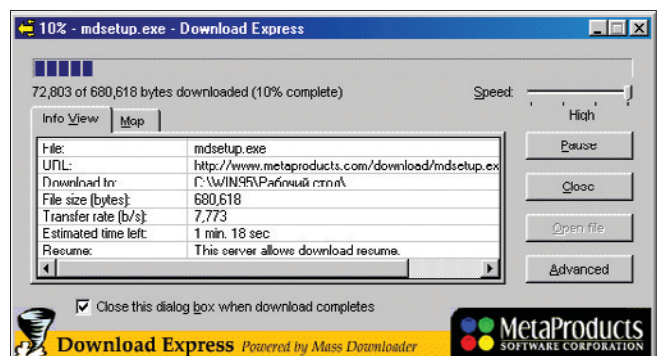 10% - mdsetup.exe - Download Express
72,803 of 680,618 bytes downloaded (10% complete)
Speed:
High
Info View
Map
File: mdsetup.exe
URL: http://www.metaproducts.com/download/mdsetup.ex
Download to: C:\WIN95\Рабочий стол\
File size (bytes): 680,618
Transfer rate (b/s): 7,773
Estimated time left: 1 min. 18 sec
Resume: This server allows download resume.
Pause
Close
Open file
Advanced
Close this dialog box when download completes
Download Express Powered by Mass Downloader
MetaProducts
SOFTWARE CORPORATION